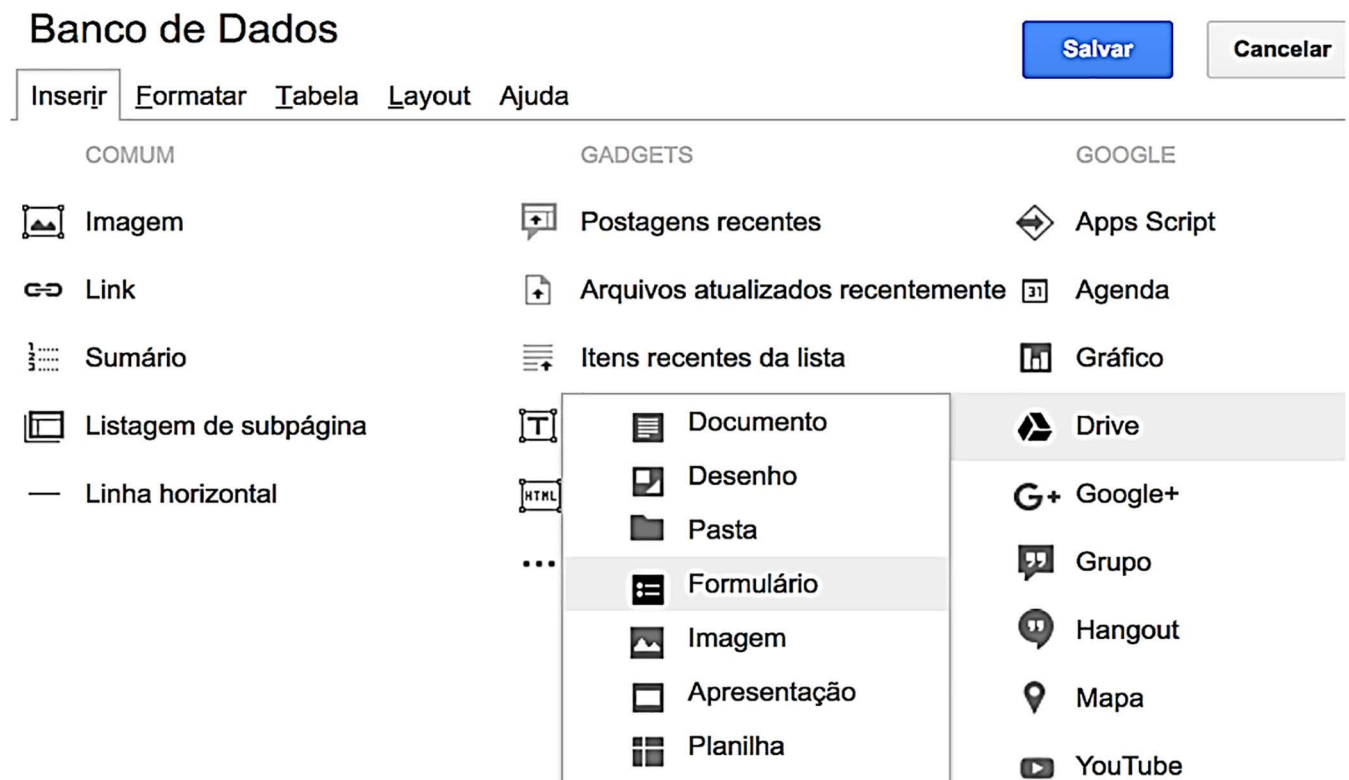 Banco de Dados
Salvar
Cancelar
Inserir Formatar Tabela Layout Ajuda
COMUM
GADGETS
GOOGLE
Imagem
Postagens recentes
Apps Script
Link
Arquivos atualizados recentemente
31
Agenda
Sumário
Itens recentes da lista
Gráfico
Listagem de subpágina
T
Documento
Drive
Linha horizontal
HTML
Desenho
G+
Google+
Pasta
Grupo
Formulário
Imagem
Hangout
Apresentação
Mapa
Planilha
YouTube